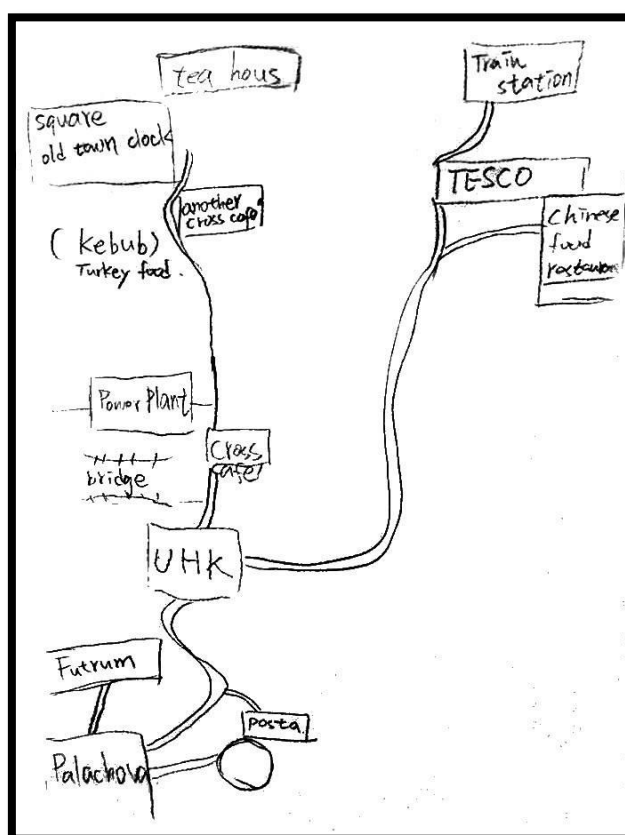 tea hous
Train
station
square
old town clock
TESCO
another
cross cafe
Chinese
food
restaurant
(Kebub)
Turkey food.
Power Plant
Cross
cafe
bridge
UHK
Futrum
posta
Palachova